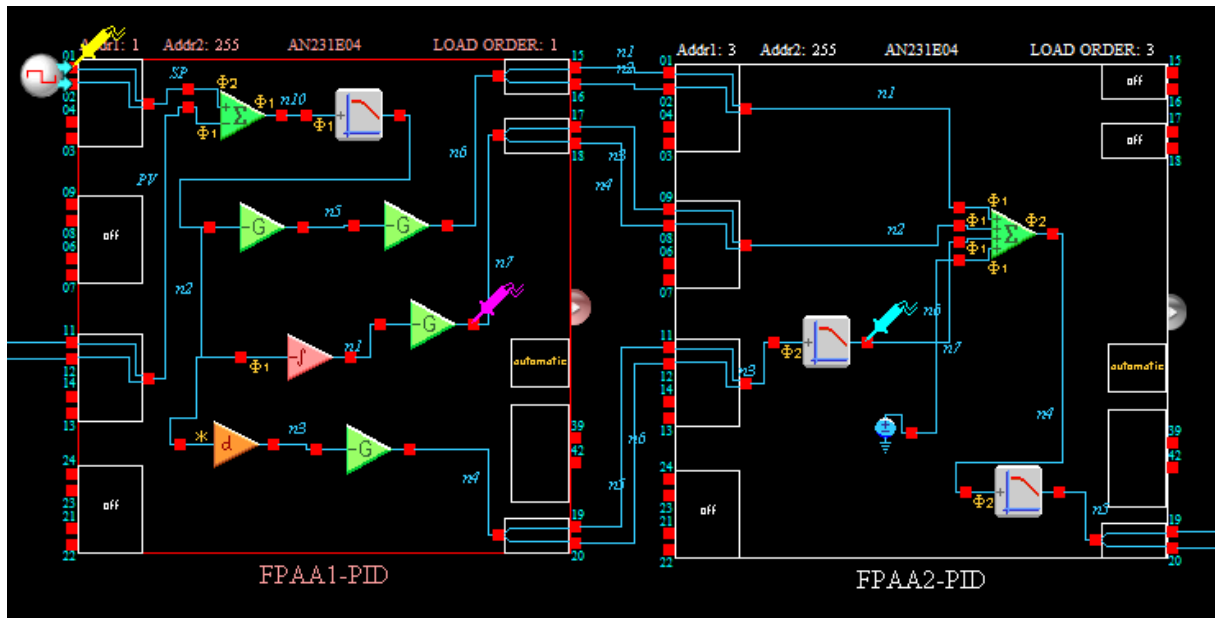 Addr1: 1 Addr2: 255 AN231E04 LOAD ORDER: 1
01
02
04
03
09
08
06
07
11
12
14
13
24
23
21
22
off
off
SP
PV
Φ2
Φ1
Φ1
+
-
Σ
n10
Φ1
+
n6
-G
n5
-G
n2
n7
Φ1
-∫
n1
-G
*
d
n3
-G
n4
automatic
15
16
17
18
39
42
19
20
FPAA1-PID
n1
n2
n3
n4
n6
n5
Addr1: 3 Addr2: 255 AN231E04 LOAD ORDER: 3
01
02
04
03
09
08
06
07
11
12
14
13
24
23
21
22
off
off
off
n1
n2
Φ1
Φ1
Φ1
Φ1
Φ2
Σ
n3
Φ2
+
n6
n7
n4
Φ2
+
n5
automatic
15
16
17
18
39
42
19
20
FPAA2-PID